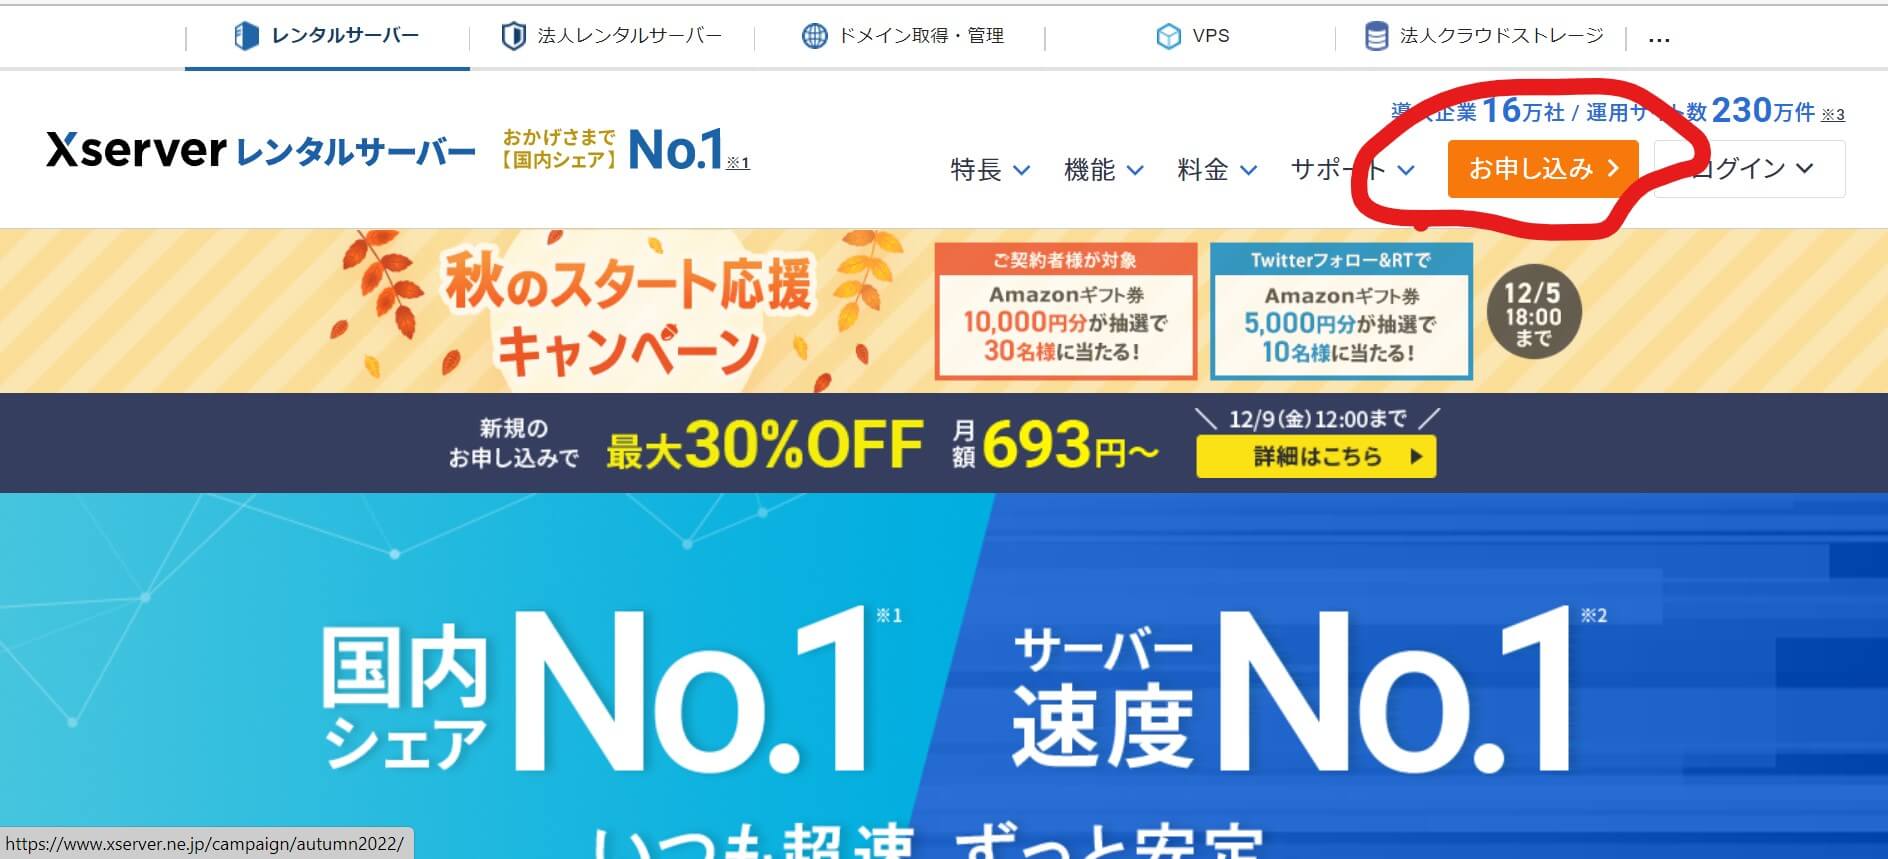 レンタルサーバー 法人レンタルサーバー ドメイン取得・管理 VPS 法人クラウドストレージ ...
企業16万社 / 運用サ 数230万件 ※3
Xserver レンタルサーバー
おかげさまで
【国内シェア】
No.1 ※1
特長 機能 料金 サポート お申し込み グイン
秋のスタート応援
キャンペーン
ご契約者様が対象
Amazonギフト券
10,000円分が抽選で
30名様に当たる!
Twitterフォロー&RTで
Amazonギフト券
5,000円分が抽選で
10名様に当たる!
12/5
18:00
まで
新規の
お申し込みで
最大30%OFF
月額693円～
\ 12/9(金)12:00まで /
詳細はこちら
国内
シェア
No.1 ※1
サーバー
速度
No.1 ※2
いつも超速 ずっと安定
https://www.xserver.ne.jp/campaign/autumn2022/